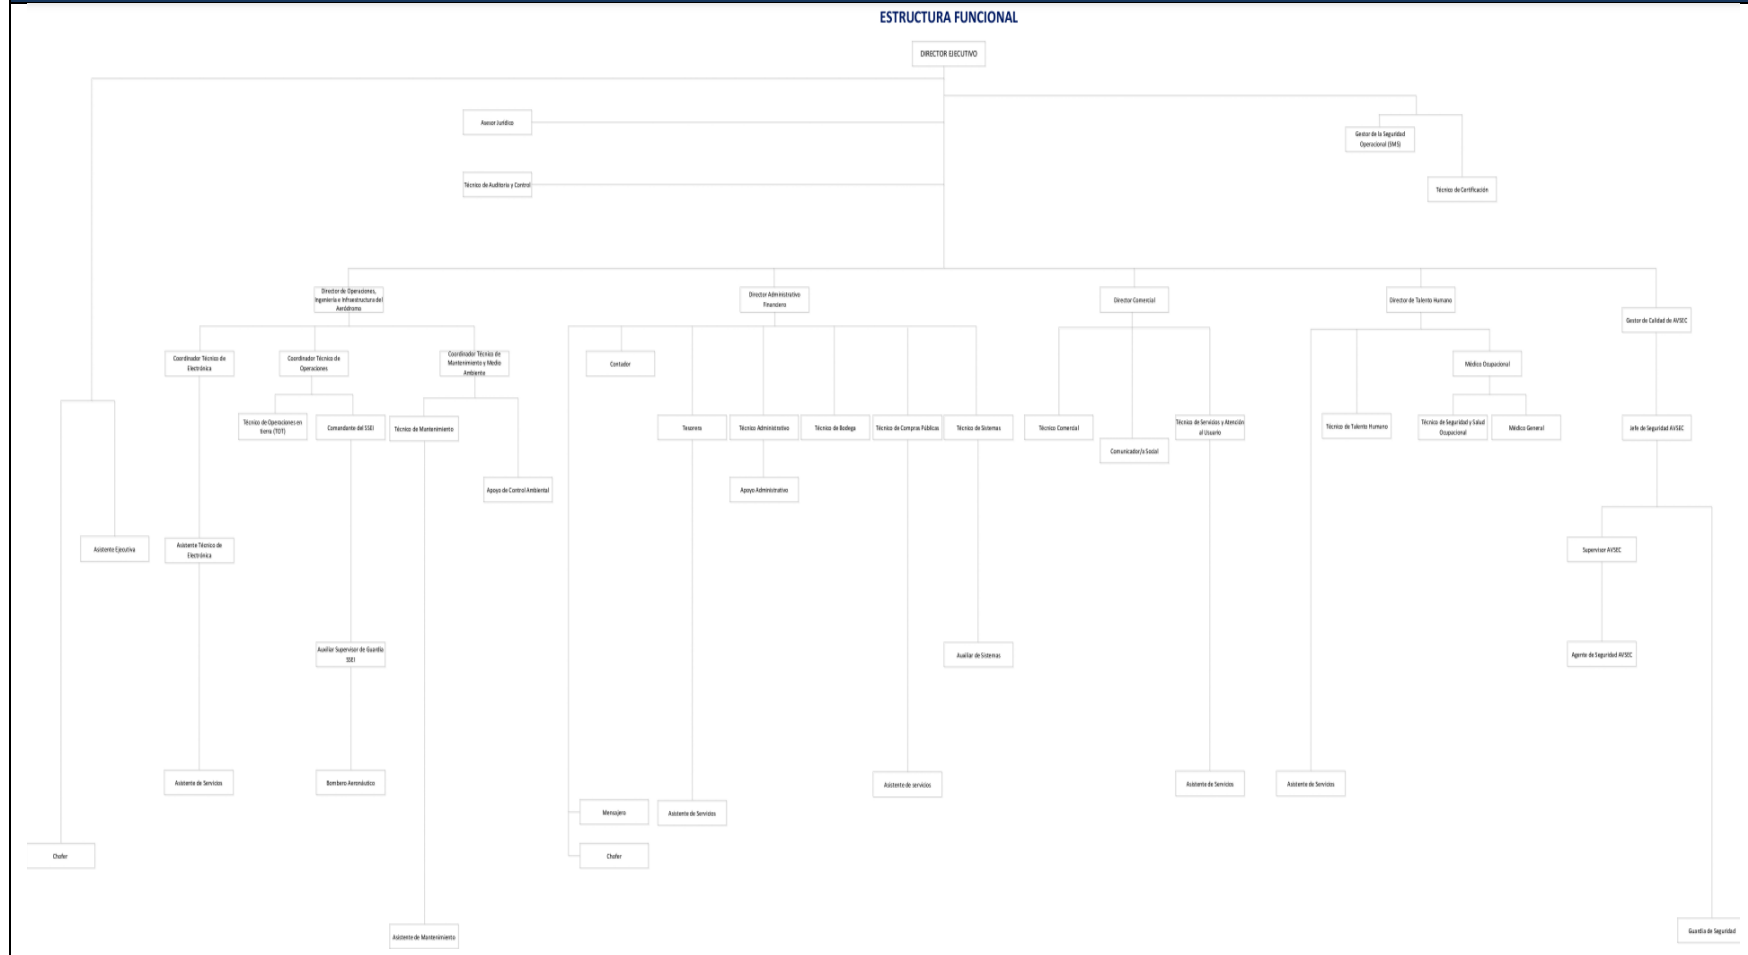 ESTRUCTURA FUNCIONAL
DIRECTOR EJECUTIVO
Asesor Jurídico
Gestor de la Seguridad
Operacional (SMS)
Técnico de Auditoria y Control
Técnico de Certificación
Director de Operaciones,
Ingeniería e Infraestructura del
Aeródromo
Director Administrativo
Financiero
Director Comercial
Director de Talento Humano
Gestor de Calidad de AVSEC
Coordinador Técnico de
Electrónica
Coordinador Técnico de
Operaciones
Coordinador Técnico de
Mantenimiento y Medio
Ambiente
Contador
Médico Ocupacional
Técnico de Operaciones en
tierra (TOT)
Comandante del SSEI
Técnico de Mantenimiento
Tesorero
Técnico Administrativo
Técnico de Bodega
Técnico de Compras Públicas
Técnico de Sistemas
Técnico Comercial
Comunicador/a Social
Técnico de Servicios y Atención
al Usuario
Técnico de Talento Humano
Técnico de Seguridad y Salud
Ocupacional
Médico General
Jefe de Seguridad AVSEC
Apoyo de Control Ambiental
Apoyo Administrativo
Asistente Ejecutiva
Asistente Técnico de
Electrónica
Supervisor AVSEC
Auxiliar Supervisor de Guardia
SSEI
Auxiliar de Sistemas
Agente de Seguridad AVSEC
Asistente de Servicios
Bombero Aeronáutico
Asistente de servicios
Asistente de Servicios
Asistente de Servicios
Mensajero
Asistente de Servicios
Chofer
Chofer
Asistente de Mantenimiento
Guardia de Seguridad